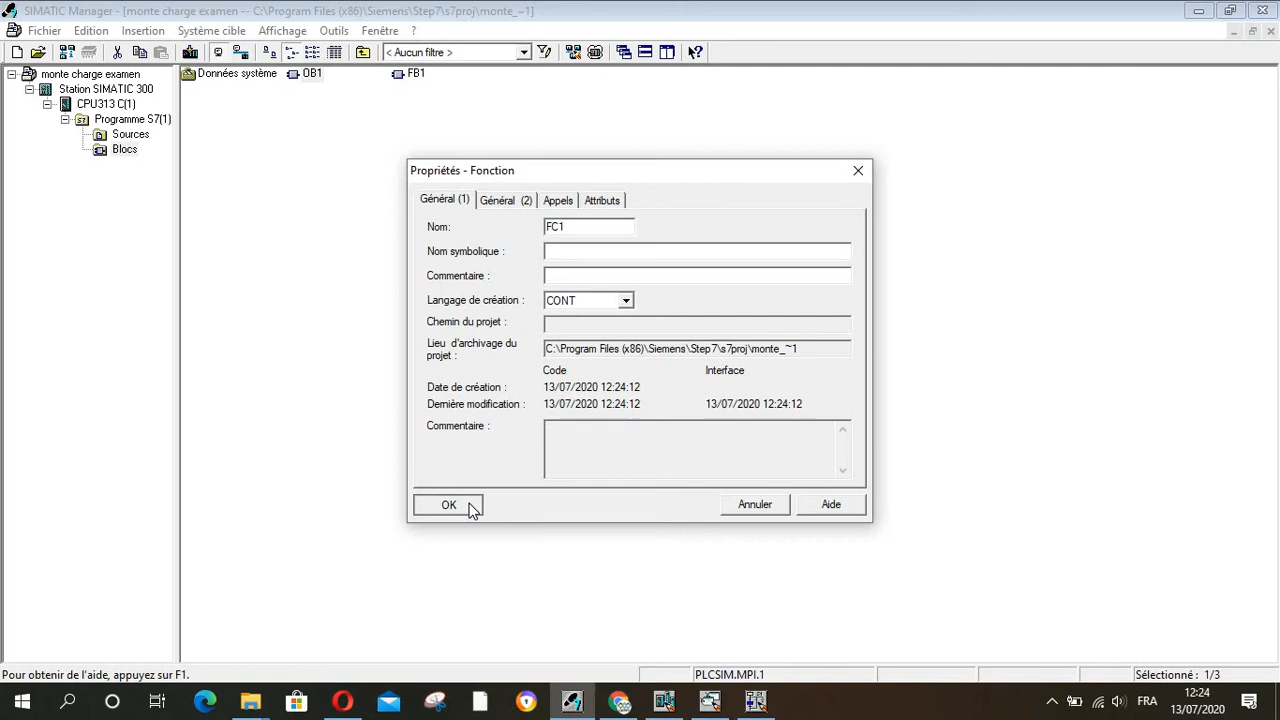 SIMATIC Manager - [monte charge examen -- C:\Program Files (x86)\Siemens\Step7\s7proj\monte_~1]
Fichier Edition Insertion Système cible Affichage Outils Fenêtre ?
< Aucun filtre >
monte charge examen
Station SIMATIC 300
CPU313 C(1)
Programme S7(1)
Sources
Blocs
Données système OB1 FB1
Propriétés - Fonction
Général (1) Général (2) Appels Attributs
Nom: FC1
Nom symbolique :
Commentaire :
Langage de création : CONT
Chemin du projet :
Lieu d'archivage du projet : C:\Program Files (x86)\Siemens\Step7\s7proj\monte_~1
Code Interface
Date de création : 13/07/2020 12:24:12
Dernière modification : 13/07/2020 12:24:12 13/07/2020 12:24:12
Commentaire :
OK Annuler Aide
Pour obtenir de l'aide, appuyez sur F1. PLCSIM.MPI.1 Sélectionné : 1/3
FRA 12:24
13/07/2020